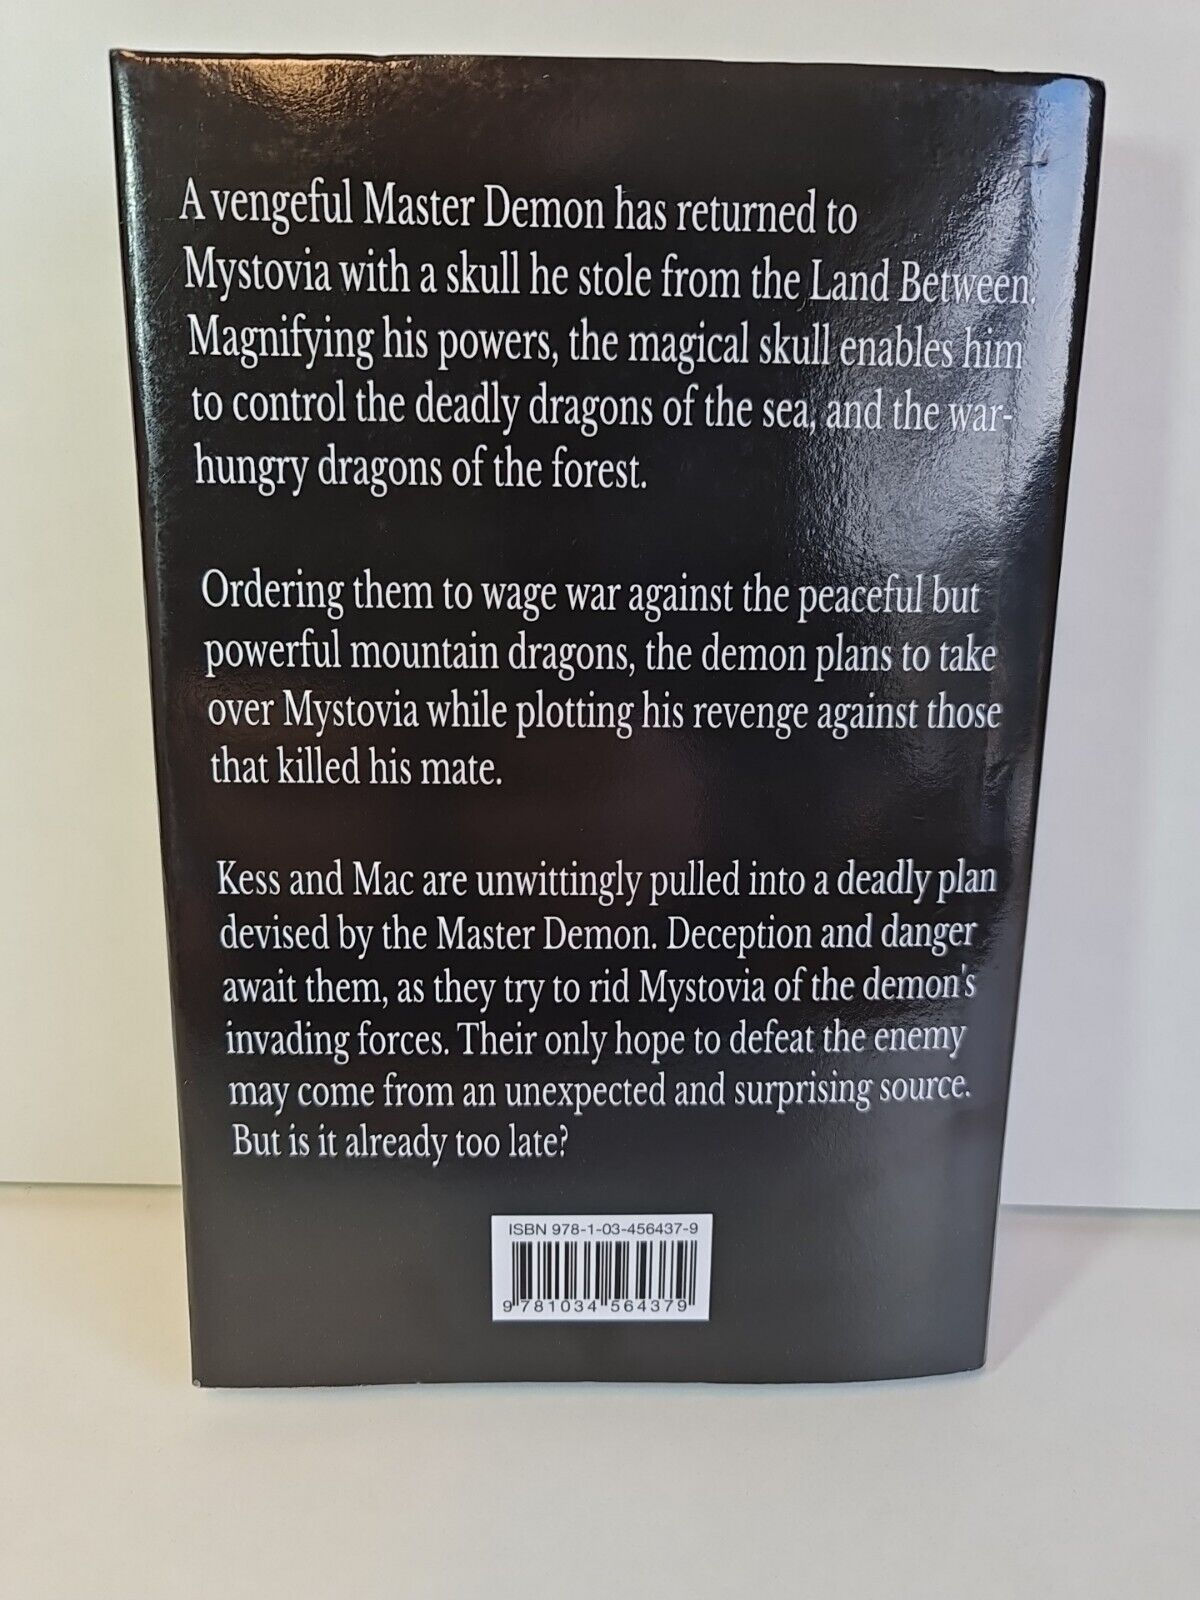 A vengeful Master Demon has returned to
Mystovia with a skull he stole from the Land Between.
Magnifying his powers, the magical skull enables him
to control the deadly dragons of the sea, and the war-
hungry dragons of the forest.
Ordering them to wage war against the peaceful but
powerful mountain dragons, the demon plans to take
over Mystovia while plotting his revenge against those
that killed his mate.
Kess and Mac are unwittingly pulled into a deadly plan
devised by the Master Demon. Deception and danger
await them, as they try to rid Mystovia of the demon's
invading forces. Their only hope to defeat the enemy
may come from an unexpected and surprising source.
But is it already too late?
ISBN 978-1-03-456437-9
9 781034 564379